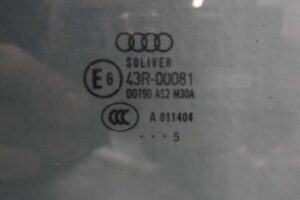 SOLIVER
E6 43R-00081
DOT90 AS2 M30A
CCC A 011404
... 5